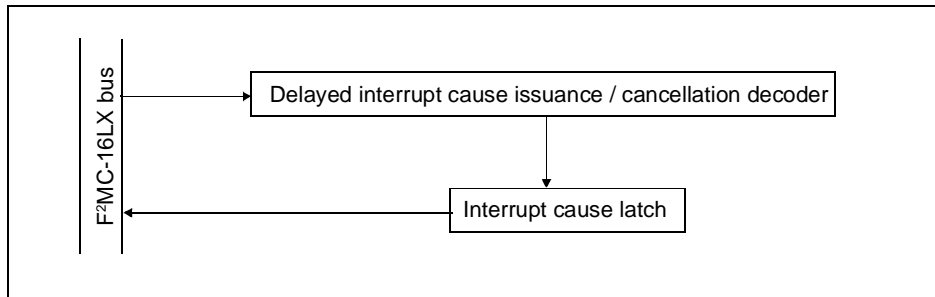 F²MC-16LX bus
Delayed interrupt cause issuance / cancellation decoder
Interrupt cause latch